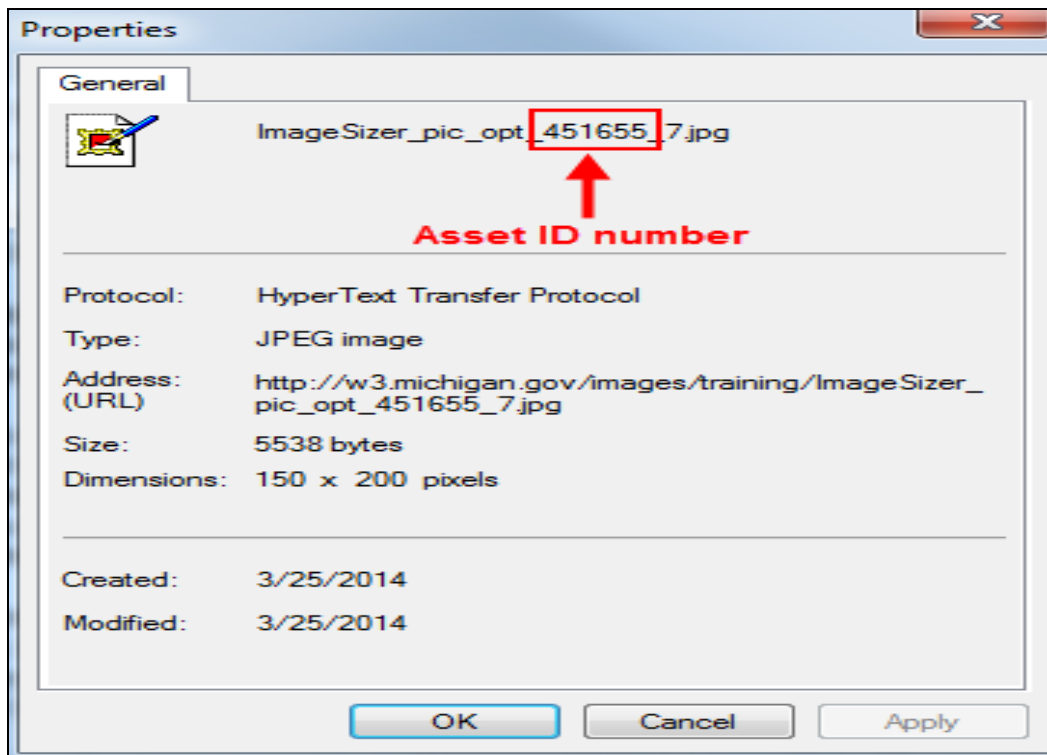 Properties
General
ImageSizer_pic_opt_451655_7.jpg
Asset ID number
Protocol: HyperText Transfer Protocol
Type: JPEG image
Address: (URL) http://w3.michigan.gov/images/training/ImageSizer_
pic_opt_451655_7.jpg
Size: 5538 bytes
Dimensions: 150 x 200 pixels
Created: 3/25/2014
Modified: 3/25/2014
OK Cancel Apply